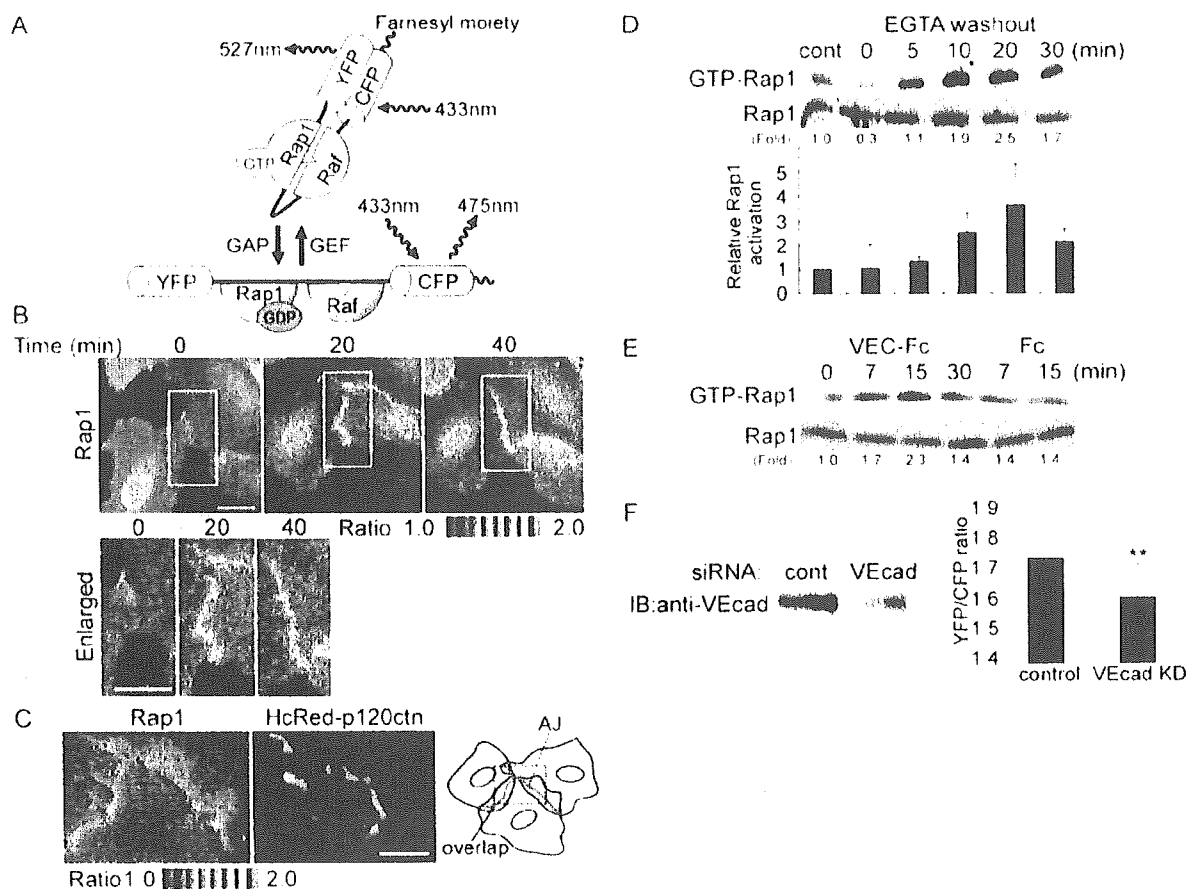 A
Farnesyl moiety
527nm
YFP
CFP
433nm
GTP
Rap1
Raf
433nm
475nm
GAP
GEF
YFP
CFP
Rap1
GDP
Raf
B
Time (min) 0 20 40
Rap1
Ratio 1.0 2.0
0 20 40
Enlarged
C
Rap1
HcRed-p120ctn
AJ
overlap
Ratio 1 0 2.0
D
EGTA washout
cont 0 5 10 20 30 (min)
GTP-Rap1
Rap1
(Fold) 1.0 0.3 1.1 1.9 2.5 1.7
Relative Rap1
activation
5
4
3
2
1
0
E
VEC-Fc Fc
0 7 15 30 7 15 (min)
GTP-Rap1
Rap1
(Fold) 1.0 1.7 2.3 1.4 1.4 1.4
F
siRNA: cont VEcad
IB:anti-VEcad
YFP/CFP ratio
1 9
1 8
1 7
1 6
1 5
1 4
**
control VEcad KD